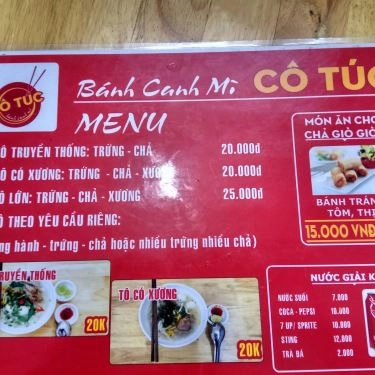 Ô TÚC
Bánh Canh Mì CÔ TÚC
MENU
Ô TRUYỀN THỐNG: TRỨNG - CHẢ 20.000đ
Ô CÓ XƯƠNG: TRỨNG - CHẢ - XƯƠNG 20.000đ
Ô LỚN: TRỨNG - CHẢ - XƯƠNG 25.000đ
Ô THEO YÊU CẦU RIÊNG:
ng hành - trứng - chả hoặc nhiều trứng nhiều chả)
RUYỀN THỐNG
20K
TÔ CÓ XƯƠNG
20K
MÓN ĂN CHƠ
CHẢ GIÒ GIÒ
BÁNH TRÁN
TÔM, THỊ
15.000 VNĐ
NƯỚC GIẢI K
NƯỚC SUỐI 7.000
COCA - PEPSI 10.000
7 UP/ SPRITE 10.000
STING 12.000
TRÀ ĐÁ 2.000